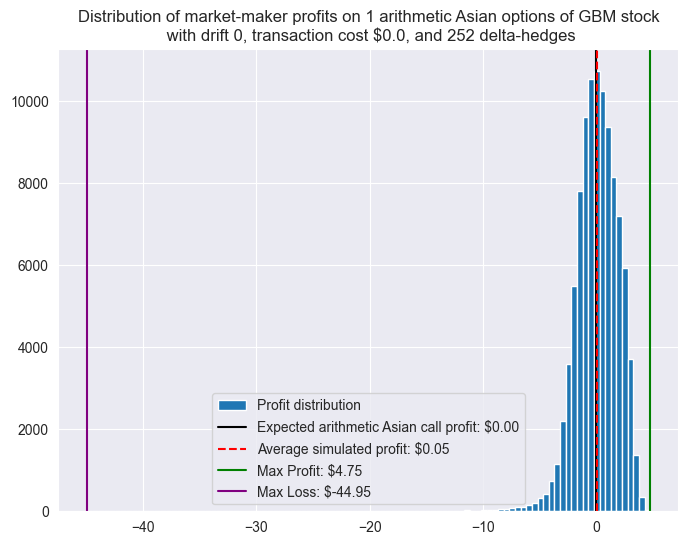 Distribution of market-maker profits on 1 arithmetic Asian options of GBM stock
with drift 0, transaction cost $0.0, and 252 delta-hedges
10000
8000
6000
4000
2000
0
Profit distribution
Expected arithmetic Asian call profit: $0.00
Average simulated profit: $0.05
Max Profit: $4.75
Max Loss: $-44.95
−40
−30
−20
−10
0